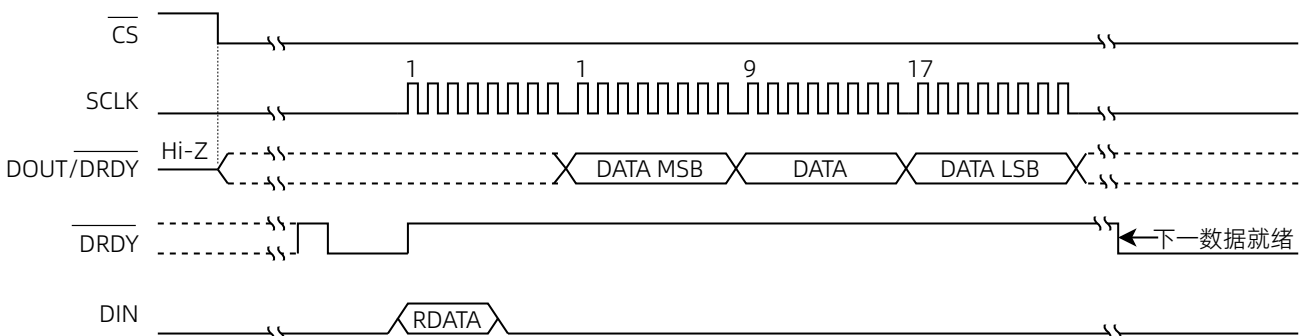 CS
1 1 9 17
SCLK
Hi-Z
DOUT/DRDY DATA MSB DATA DATA LSB
DRDY 下一数据就绪
DIN RDATA